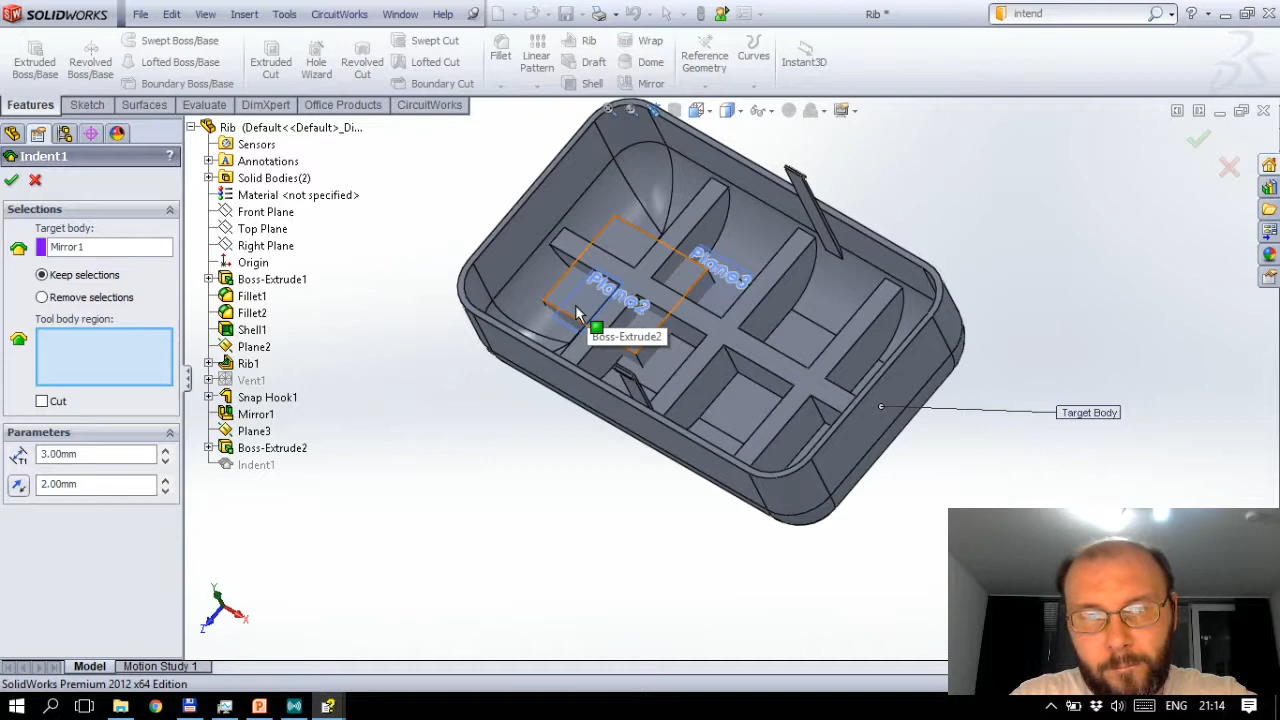 SOLIDWORKS
File Edit View Insert Tools CircuitWorks Window Help
Rib *
intend
Extruded Boss/Base
Revolved Boss/Base
Swept Boss/Base
Lofted Boss/Base
Boundary Boss/Base
Extruded Cut
Hole Wizard
Revolved Cut
Swept Cut
Lofted Cut
Boundary Cut
Fillet
Linear Pattern
Rib
Draft
Shell
Wrap
Dome
Mirror
Reference Geometry
Curves
Instant3D
Features Sketch Surfaces Evaluate DimXpert Office Products CircuitWorks
Indent1
?
Selections
Target body:
Mirror1
Keep selections
Remove selections
Tool body region:
Cut
Parameters
3.00mm
2.00mm
Rib (Default<<Default>_Di...
Sensors
Annotations
Solid Bodies(2)
Material <not specified>
Front Plane
Top Plane
Right Plane
Origin
Boss-Extrude1
Fillet1
Fillet2
Shell1
Plane2
Rib1
Vent1
Snap Hook1
Mirror1
Plane3
Boss-Extrude2
Indent1
Plane3
Plane2
Boss-Extrude2
Target Body
Y
X
Z
Model Motion Study 1
SolidWorks Premium 2012 x64 Edition
ENG 21:14